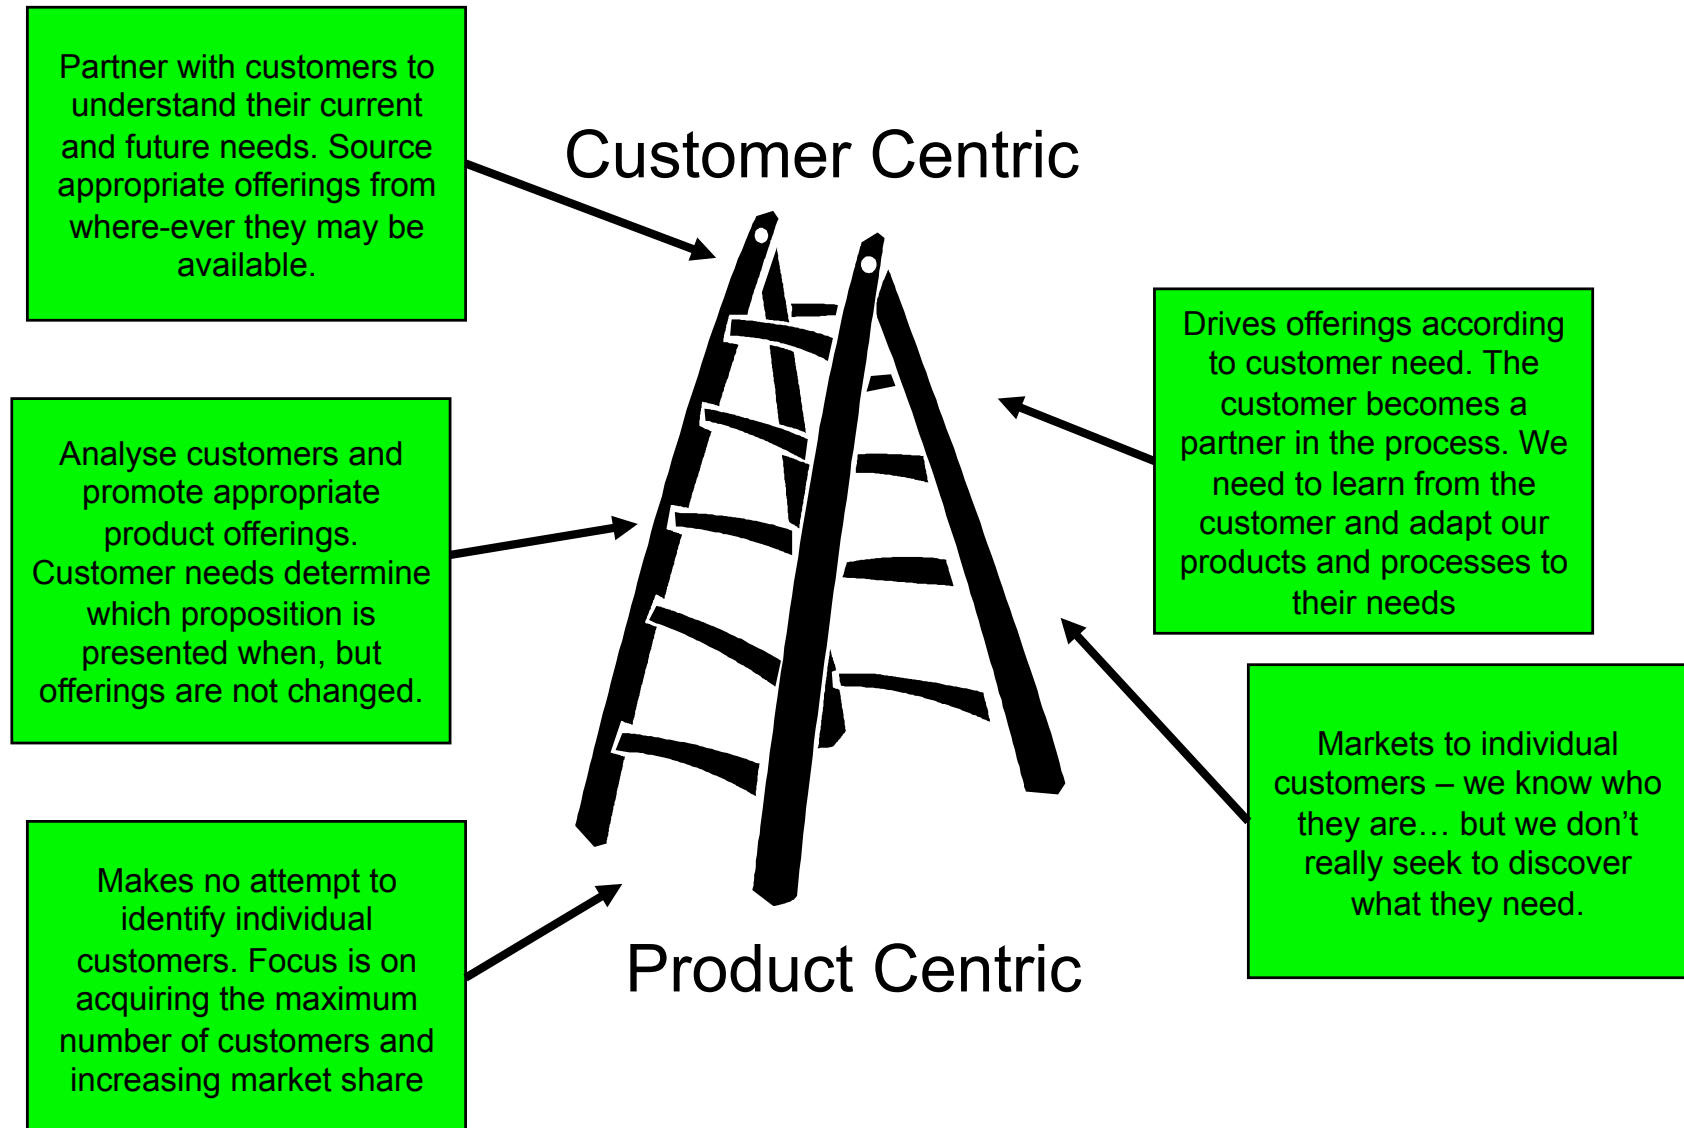 Partner with customers to
understand their current
and future needs. Source
appropriate offerings from
where-ever they may be
available.
Customer Centric
Drives offerings according
to customer need. The
customer becomes a
partner in the process. We
need to learn from the
customer and adapt our
products and processes to
their needs
Analyse customers and
promote appropriate
product offerings.
Customer needs determine
which proposition is
presented when, but
offerings are not changed.
Markets to individual
customers – we know who
they are… but we don’t
really seek to discover
what they need.
Makes no attempt to
identify individual
customers. Focus is on
acquiring the maximum
number of customers and
increasing market share
Product Centric